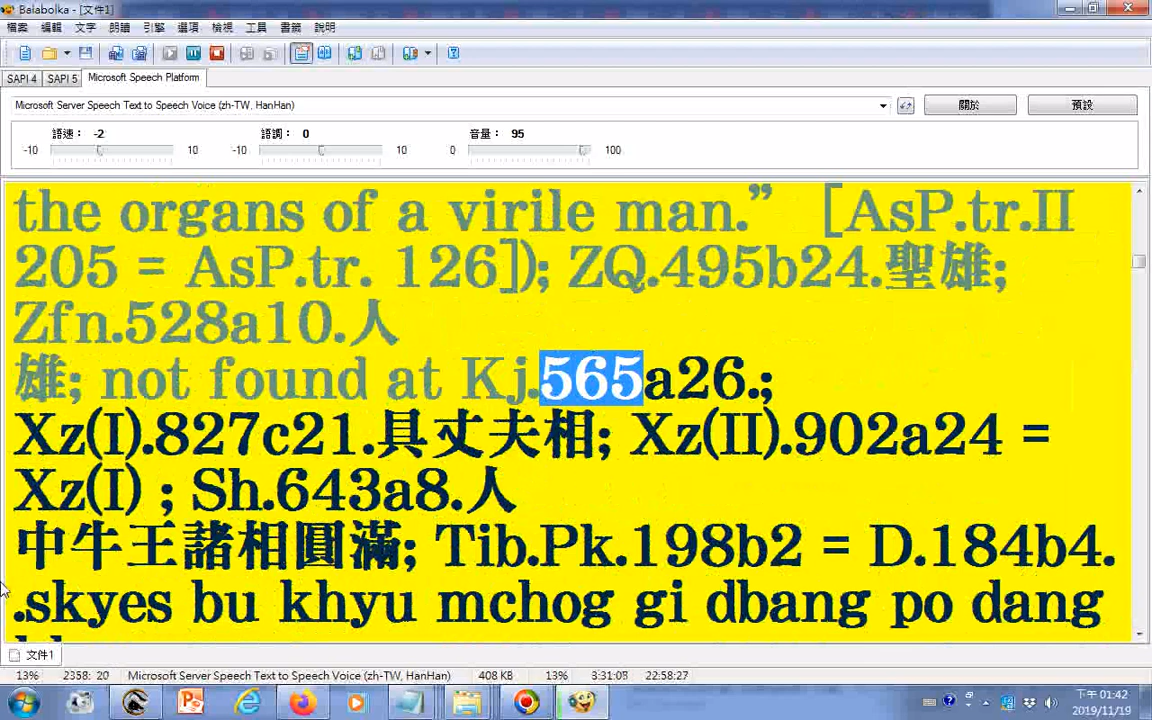 Balabolka - [文件1]
檔案 編輯 文字 朗讀 引擎 選項 檢視 工具 書籤 說明
SAPI 4 SAPI 5 Microsoft Speech Platform
Microsoft Server Speech Text to Speech Voice (zh-TW, HanHan) 關於 預設
語速： -2 語調： 0 音量： 95
-10 10 -10 10 0 100
the organs of a virile man.” [AsP.tr.II
205 = AsP.tr. 126]); ZQ.495b24.聖雄;
Zfn.528a10.人
雄; not found at Kj.565a26.;
Xz(I).827c21.具丈夫相; Xz(II).902a24 =
Xz(I) ; Sh.643a8.人
中牛王諸相圓滿; Tib.Pk.198b2 = D.184b4.
.skyes bu khyu mchog gi dbang po dang
文件1
13% 2358: 20 Microsoft Server Speech Text to Speech Voice (zh-TW, HanHan) 408 KB 13% 3:31:08 22:58:27
下午 01:42
2019/11/19